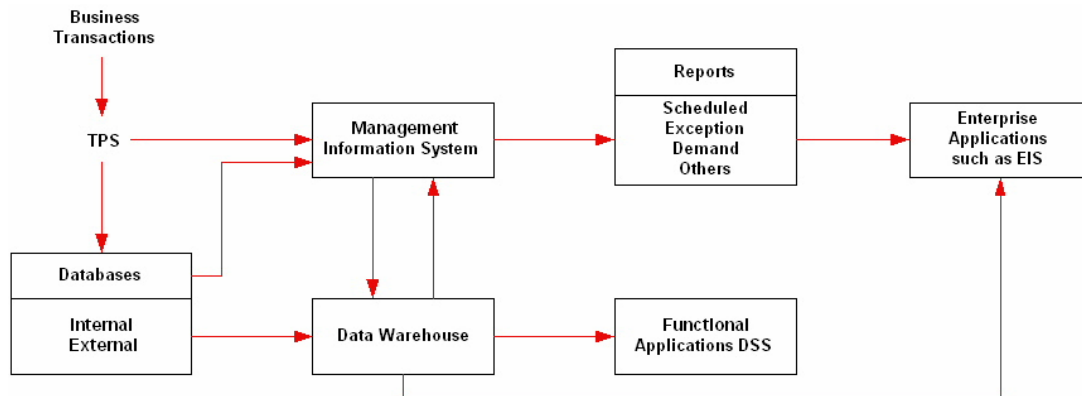 Business
Transactions
TPS
Databases
Internal
External
Management
Information System
Data Warehouse
Reports
Scheduled
Exception
Demand
Others
Functional
Applications DSS
Enterprise
Applications
such as EIS